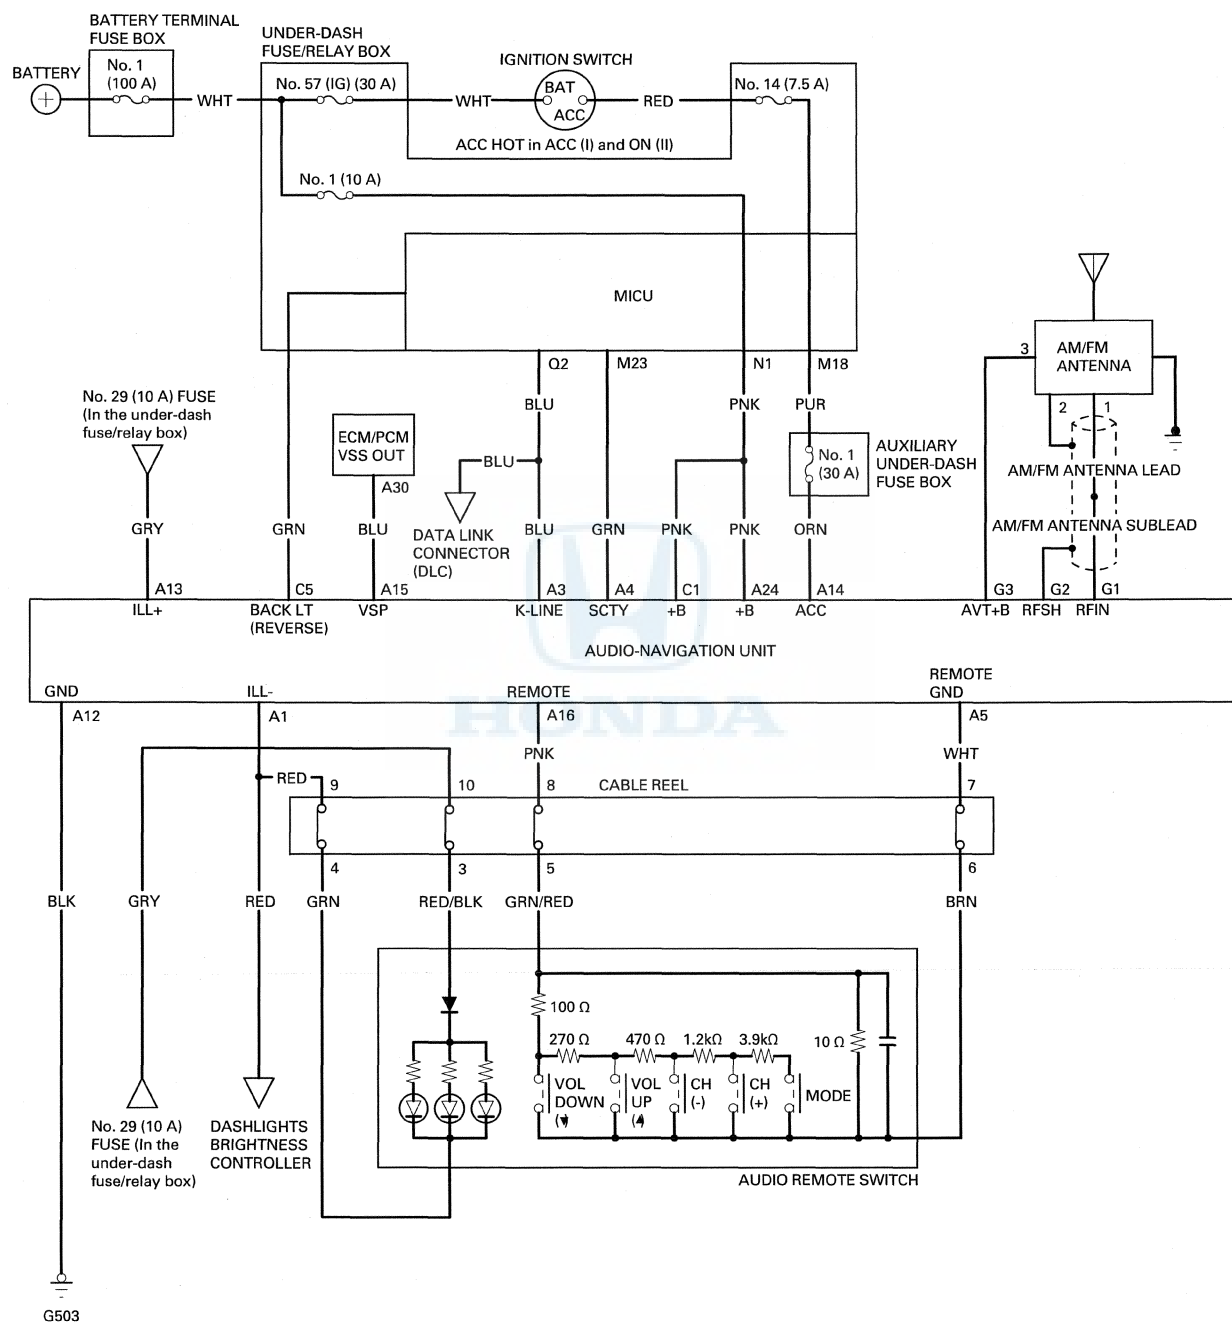 BATTERY TERMINAL
FUSE BOX
UNDER-DASH
FUSE/RELAY BOX
IGNITION SWITCH
BATTERY
No. 1
(100 A)
No. 57 (IG) (30 A)
No. 14 (7.5 A)
BAT
ACC
WHT
WHT
RED
ACC HOT in ACC (I) and ON (II)
No. 1 (10 A)
MICU
3
AM/FM
ANTENNA
Q2
M23
N1
M18
2
1
No. 29 (10 A) FUSE
(In the under-dash
fuse/relay box)
BLU
PNK
PUR
ECM/PCM
VSS OUT
No. 1
(30 A)
AUXILIARY
UNDER-DASH
FUSE BOX
BLU
AM/FM ANTENNA LEAD
A30
GRY
GRN
BLU
DATA LINK
CONNECTOR
(DLC)
BLU
GRN
PNK
PNK
ORN
AM/FM ANTENNA SUBLEAD
A13
C5
A15
A3
A4
C1
A24
A14
G3
G2
G1
ILL+
BACK LT
(REVERSE)
VSP
K-LINE
SCTY
+B
+B
ACC
AVT+B
RFSH
RFIN
AUDIO-NAVIGATION UNIT
GND
ILL-
REMOTE
REMOTE
GND
HONDA
A12
A1
A16
A5
PNK
WHT
RED
9
10
8
CABLE REEL
7
4
3
5
6
BLK
GRY
RED
GRN
RED/BLK
GRN/RED
BRN
100 Ω
270 Ω
470 Ω
1.2kΩ
3.9kΩ
10 Ω
VOL
DOWN
(▼)
VOL
UP
(▲)
CH
(-)
CH
(+)
MODE
No. 29 (10 A)
FUSE (In the
under-dash
fuse/relay box)
DASHLIGHTS
BRIGHTNESS
CONTROLLER
AUDIO REMOTE SWITCH
G503